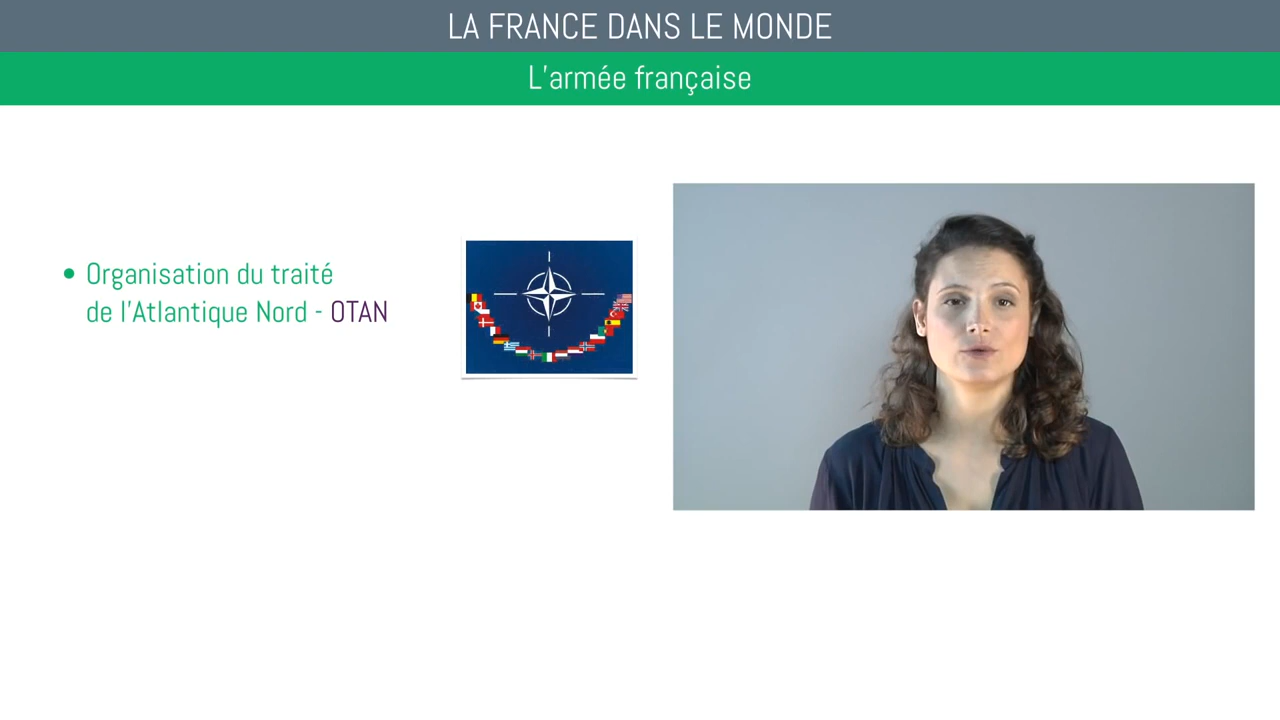 LA FRANCE DANS LE MONDE
L'armée française
• Organisation du traité
de l'Atlantique Nord - OTAN